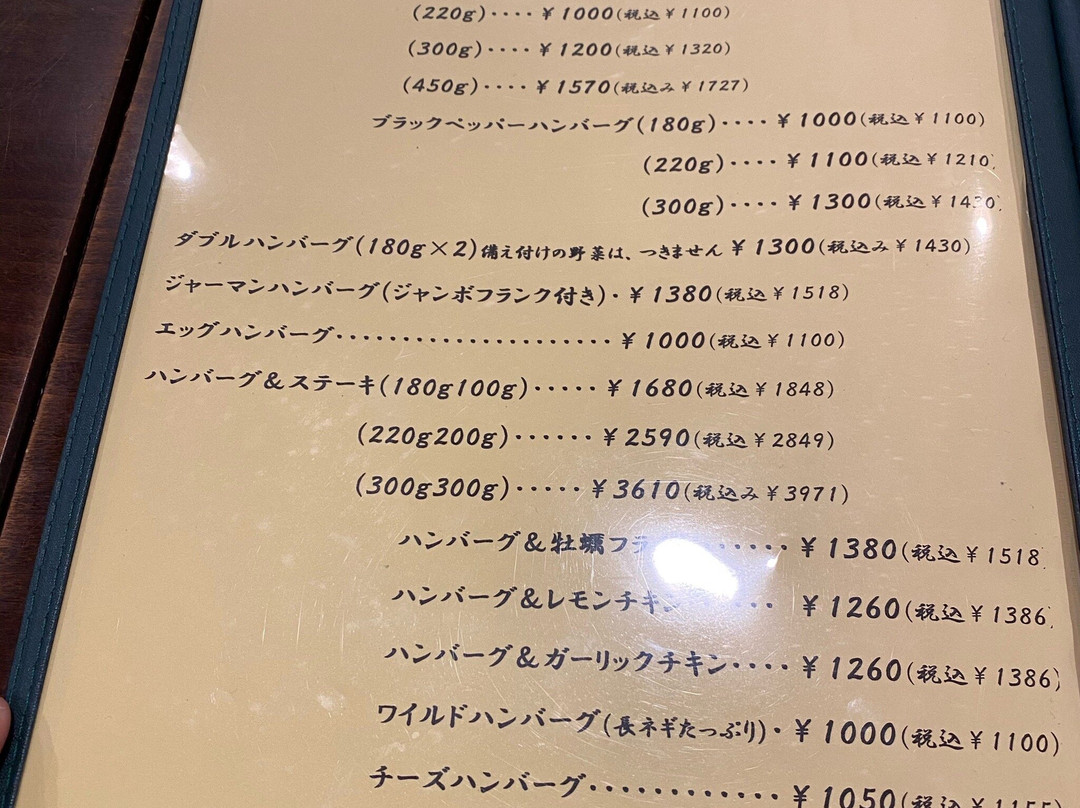 (220g)････￥1000(税込￥1100)
(300g)････￥1200(税込￥1320)
(450g)････￥1570(税込み￥1727)
ブラックペッパーハンバーグ(180g)････￥1000(税込￥1100)
(220g)････￥1100(税込￥1210)
(300g)････￥1300(税込￥1430)
ダブルハンバーグ(180g×2)備え付けの野菜は、つきません￥1300(税込み￥1430)
ジャーマンハンバーグ(ジャンボフランク付き)･￥1380(税込￥1518)
エッグハンバーグ･････････････････････￥1000(税込￥1100)
ハンバーグ&ステーキ(180g100g)･････￥1680(税込￥1848)
(220g200g)･･････￥2590(税込￥2849)
(300g300g)･････￥3610(税込み￥3971)
ハンバーグ&牡蠣フラ ･････￥1380(税込￥1518)
ハンバーグ&レモンチキン ････￥1260(税込￥1386)
ハンバーグ&ガーリックチキン････￥1260(税込￥1386)
ワイルドハンバーグ(長ネギたっぷり)･￥1000(税込￥1100)
チーズハンバーグ････････････￥1050(税込￥1155)